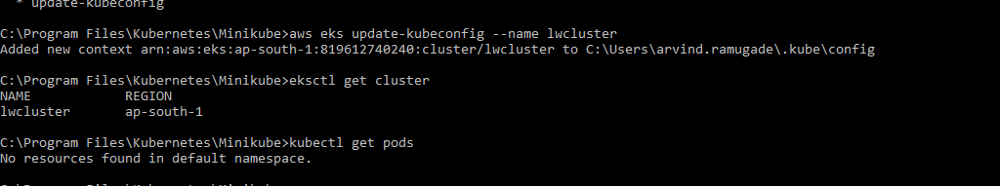 * update-kubeconfig
C:\Program Files\Kubernetes\Minikube>aws eks update-kubeconfig --name lwcluster
Added new context arn:aws:eks:ap-south-1:819612740240:cluster/lwcluster to C:\Users\arvind.ramugade\.kube\config
C:\Program Files\Kubernetes\Minikube>eksctl get cluster
NAME REGION
lwcluster ap-south-1
C:\Program Files\Kubernetes\Minikube>kubectl get pods
No resources found in default namespace.